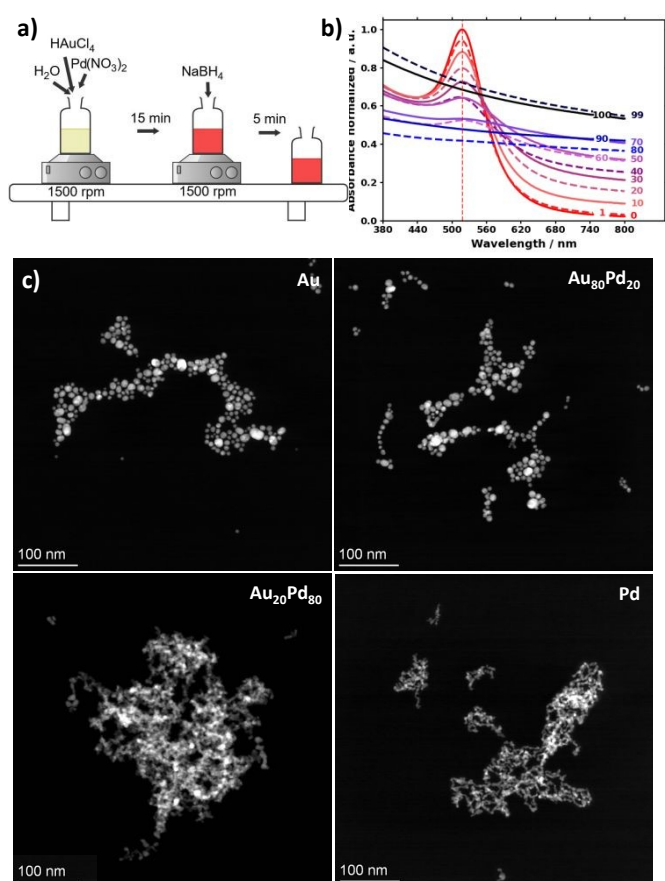 a)
HAuCl4
Pd(NO3)2
H2O
NaBH4
15 min
5 min
1500 rpm
1500 rpm
b)
Absorbance normalized / a. u.
1.0
0.8
0.6
0.4
0.2
0.0
100
99
90
70
80
60
50
40
30
20
10
1
0
380
440
500
560
620
680
740
800
Wavelength / nm
c)
Au
100 nm
Au80Pd20
100 nm
Au20Pd80
100 nm
Pd
100 nm